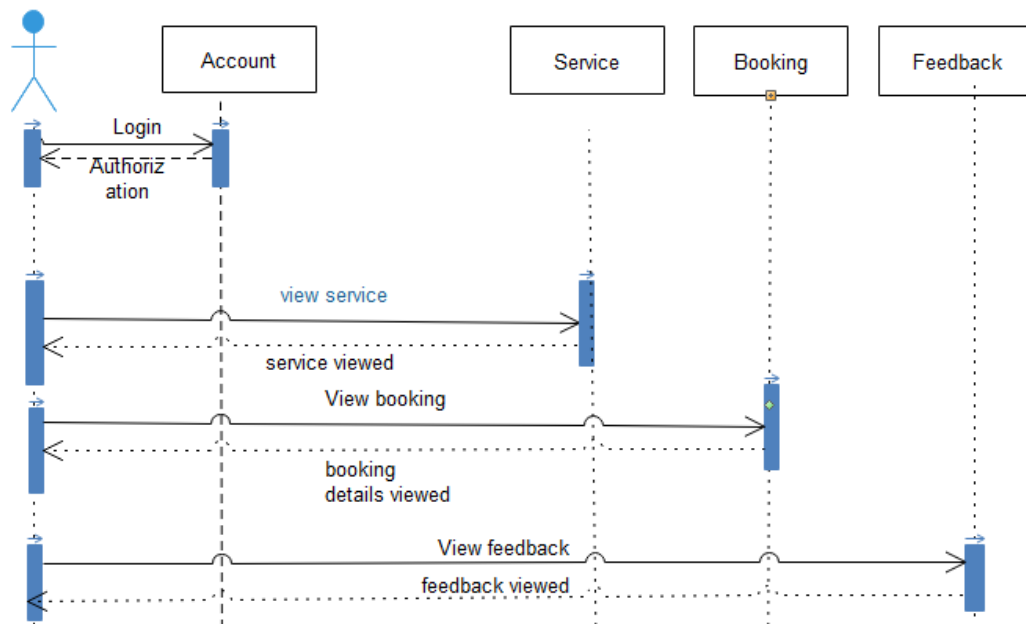 Account
Service
Booking
Feedback
Login
Authoriz
ation
view service
service viewed
View booking
booking
details viewed
View feedback
feedback viewed